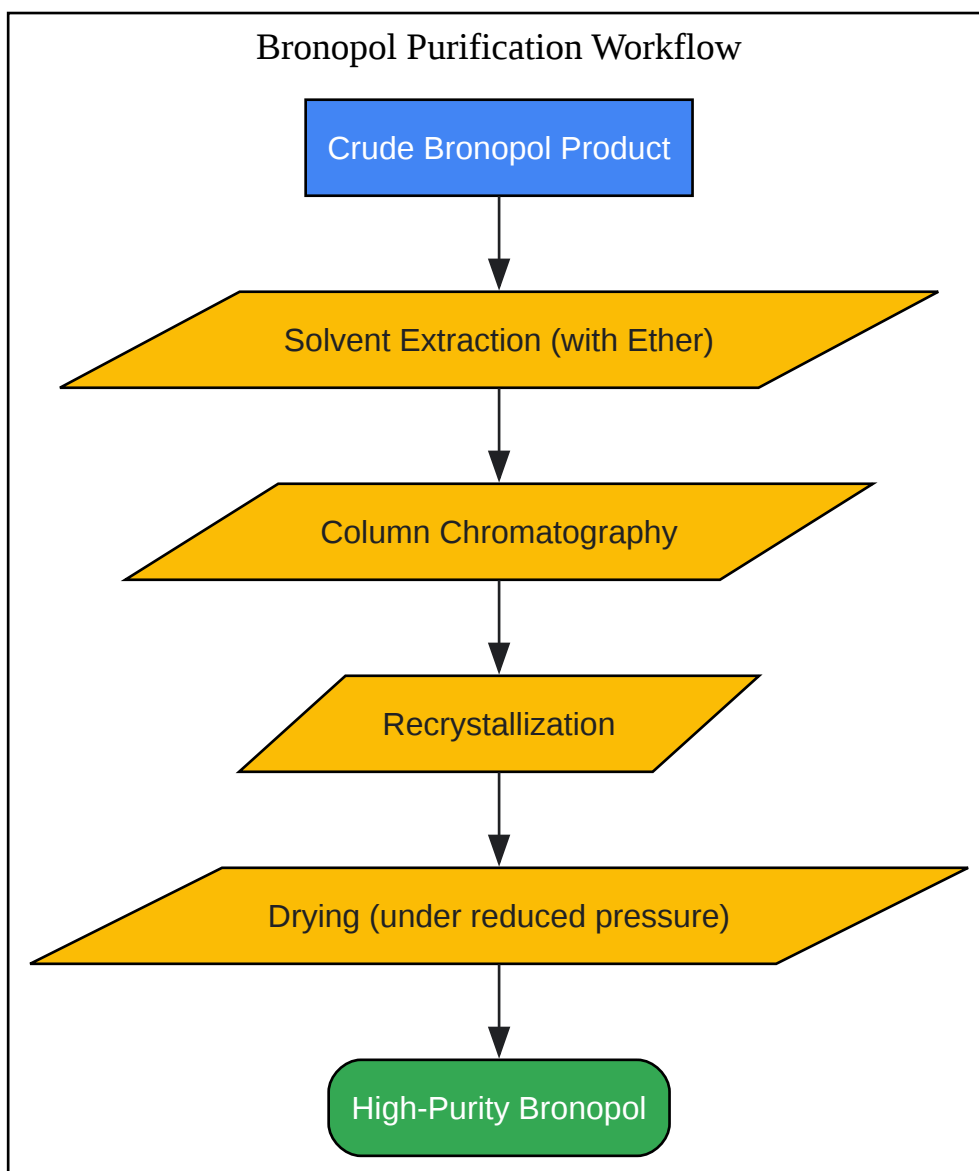 Bronopol Purification Workflow
Crude Bronopol Product
Solvent Extraction (with Ether)
Column Chromatography
Recrystallization
Drying (under reduced pressure)
High-Purity Bronopol